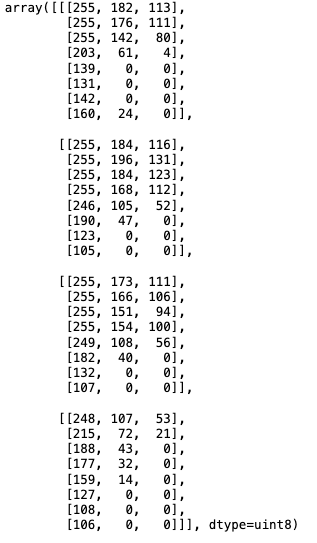 array([[[255, 182, 113],
        [255, 176, 111],
        [255, 142,  80],
        [203,  61,   4],
        [139,   0,   0],
        [131,   0,   0],
        [142,   0,   0],
        [160,  24,   0]],

       [[255, 184, 116],
        [255, 196, 131],
        [255, 184, 123],
        [255, 168, 112],
        [246, 105,  52],
        [190,  47,   0],
        [123,   0,   0],
        [105,   0,   0]],

       [[255, 173, 111],
        [255, 166, 106],
        [255, 151,  94],
        [255, 154, 100],
        [249, 108,  56],
        [182,  40,   0],
        [132,   0,   0],
        [107,   0,   0]],

       [[248, 107,  53],
        [215,  72,  21],
        [188,  43,   0],
        [177,  32,   0],
        [159,  14,   0],
        [127,   0,   0],
        [108,   0,   0],
        [106,   0,   0]]], dtype=uint8)